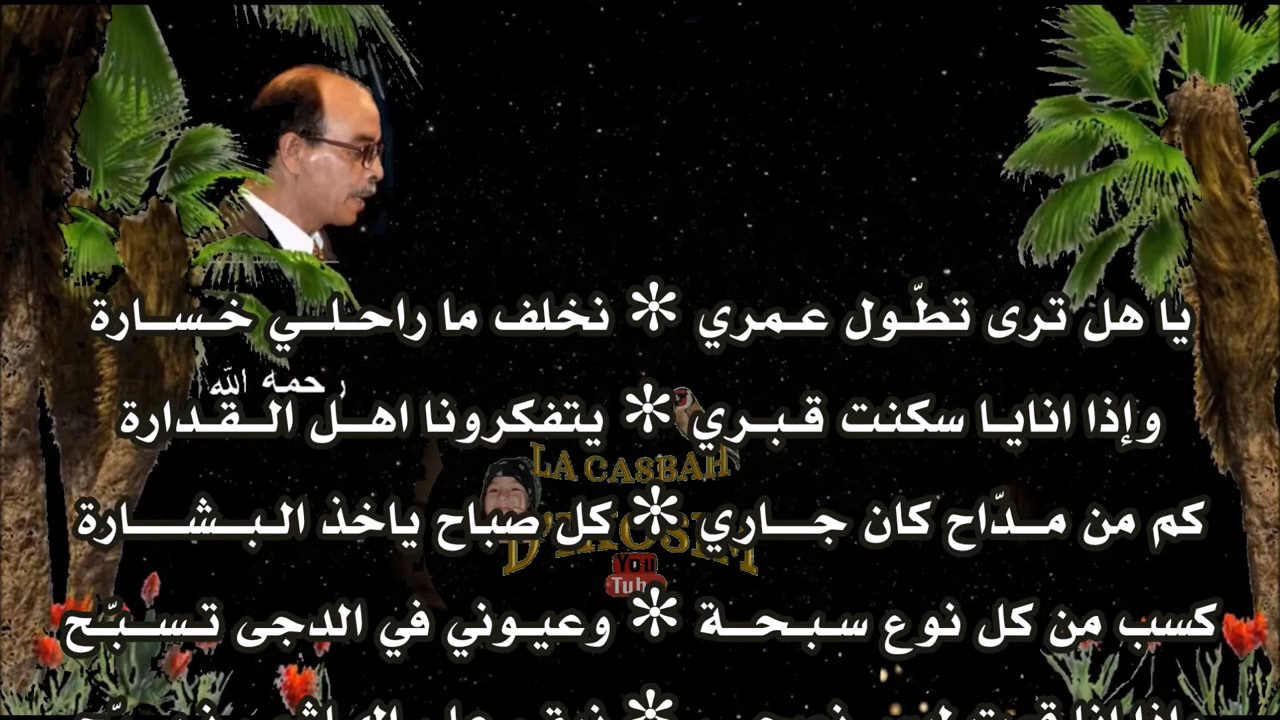 يا هل ترى تطّول عمري * نخلف ما راحلي خسارة
رحمه الله
وإذا انايا سكنت قبري * يتفكرونا اهل القدارة
LA CASBAH
كم من مدّاح كان جاري * كل صباح ياخذ البشارة
You
Tube
كسب من كل نوع سبحة * وعيوني في الدجى تسبّح